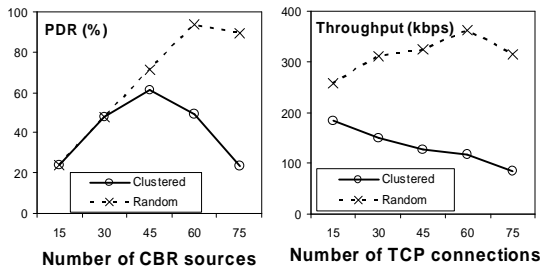 PDR (%)
100
80
60
40
20
0
Clustered
Random
15 30 45 60 75
Number of CBR sources
Throughput (kbps)
400
300
200
100
0
Clustered
Random
15 30 45 60 75
Number of TCP connections